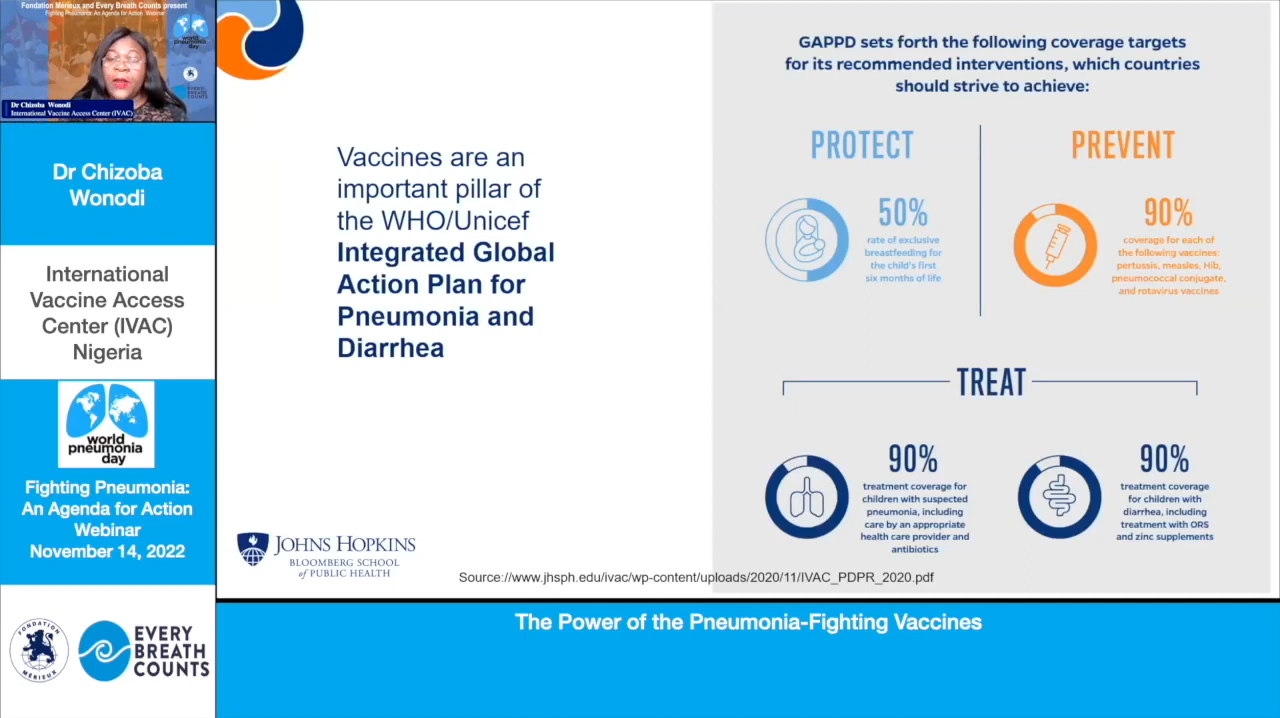 Fondation Mérieux and Every Breath Counts present
Fighting Pneumonia: An Agenda for Action Webinar
world
pneumonia
day
EVERY
BREATH
COUNTS
Dr Chizoba Wonodi
International Vaccine Access Center (IVAC)
Dr Chizoba
Wonodi
International
Vaccine Access
Center (IVAC)
Nigeria
world
pneumonia
day
Fighting Pneumonia:
An Agenda for Action
Webinar
November 14, 2022
FONDATION
MÉRIEUX
EVERY
BREATH
COUNTS
Vaccines are an
important pillar of
the WHO/Unicef
Integrated Global
Action Plan for
Pneumonia and
Diarrhea
JOHNS HOPKINS
BLOOMBERG SCHOOL
of PUBLIC HEALTH
GAPPD sets forth the following coverage targets
for its recommended interventions, which countries
should strive to achieve:
PROTECT
50%
rate of exclusive
breastfeeding for
the child's first
six months of life
PREVENT
90%
coverage for each of
the following vaccines:
pertussis, measles, Hib,
pneumococcal conjugate,
and rotavirus vaccines
TREAT
90%
treatment coverage for
children with suspected
pneumonia, including
care by an appropriate
health care provider and
antibiotics
90%
treatment coverage
for children with
diarrhea, including
treatment with ORS
and zinc supplements
Source://www.jhsph.edu/ivac/wp-content/uploads/2020/11/IVAC_PDPR_2020.pdf
The Power of the Pneumonia-Fighting Vaccines